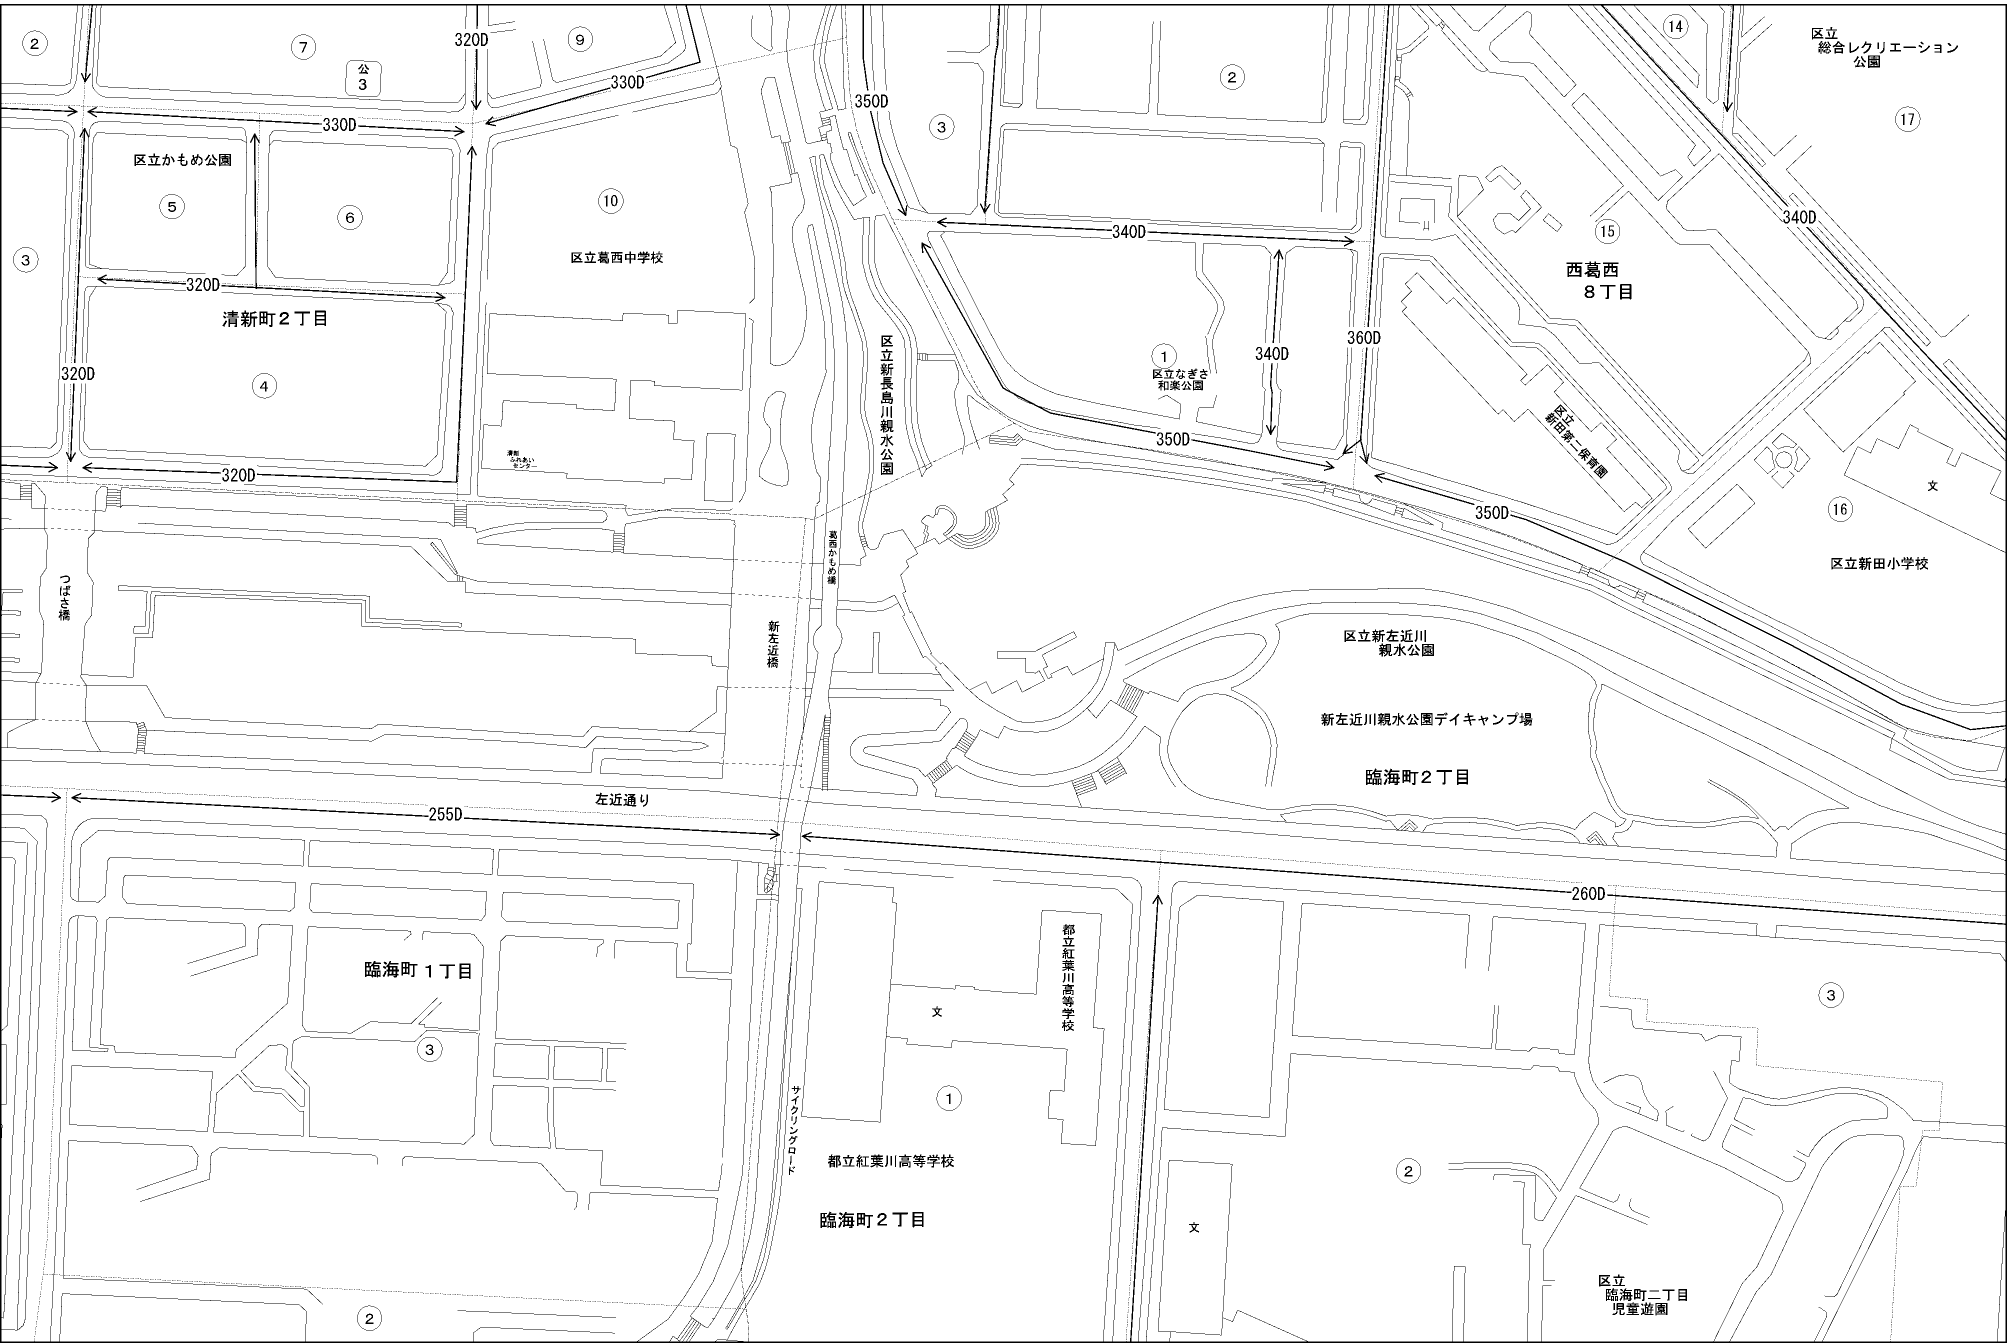 2
7
公
3
320D
9
330D
14
区立
総合レクリエーション
公園
17
350D
2
330D
3
区立かもめ公園
5
6
10
340D
340D
15
3
区立葛西中学校
320D
西葛西
8丁目
清新町2丁目
320D
4
区立新長島川親水公園
1
区立なぎさ
和楽公園
340D
360D
350D
区立
新田第二保育園
清新
ふれあい
センター
320D
文
16
350D
区立新田小学校
葛西かもめ橋
つばさ橋
新左近橋
区立新左近川
親水公園
新左近川親水公園デイキャンプ場
臨海町2丁目
左近通り
255D
260D
都立紅葉川高等学校
臨海町1丁目
3
文
3
サイクリングロード
1
都立紅葉川高等学校
2
臨海町2丁目
文
区立
臨海町二丁目
児童遊園
2